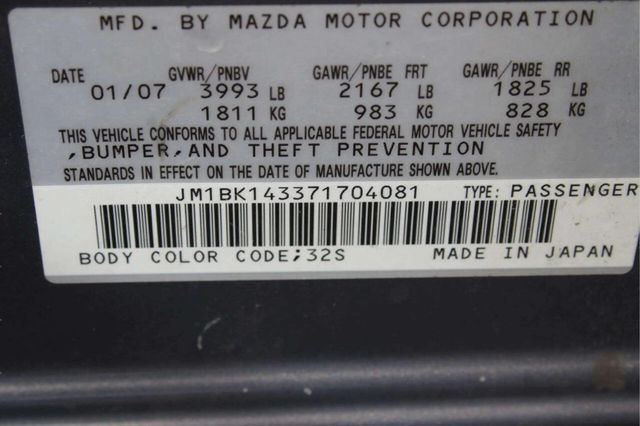 MFD. BY MAZDA MOTOR CORPORATION
DATE GVWR/PNBV GAWR/PNBE FRT GAWR/PNBE RR
01/07 3993 LB 2167 LB 1825 LB
1811 KG 983 KG 828 KG
THIS VEHICLE CONFORMS TO ALL APPLICABLE FEDERAL MOTOR VEHICLE SAFETY
,BUMPER,AND THEFT PREVENTION
STANDARDS IN EFFECT ON THE DATE OF MANUFACTURE SHOWN ABOVE.
JM1BK143371704081 TYPE: PASSENGER
BODY COLOR CODE;32S MADE IN JAPAN